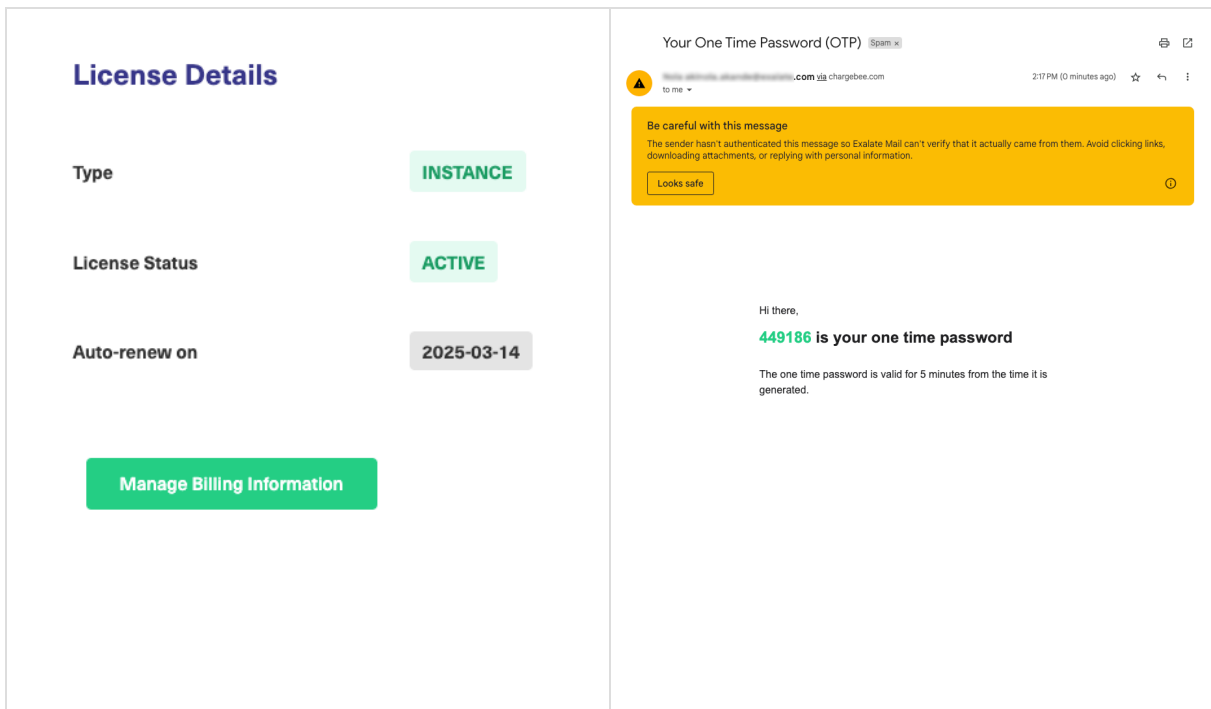 License Details
Type
INSTANCE
License Status
ACTIVE
Auto-renew on
2025-03-14
Manage Billing Information
Your One Time Password (OTP) Spam ×
.com via chargebee.com
2:17 PM (0 minutes ago)
to me
Be careful with this message
The sender hasn't authenticated this message so Exalate Mail can't verify that it actually came from them. Avoid clicking links,
downloading attachments, or replying with personal information.
Looks safe
Hi there,
449186 is your one time password
The one time password is valid for 5 minutes from the time it is
generated.